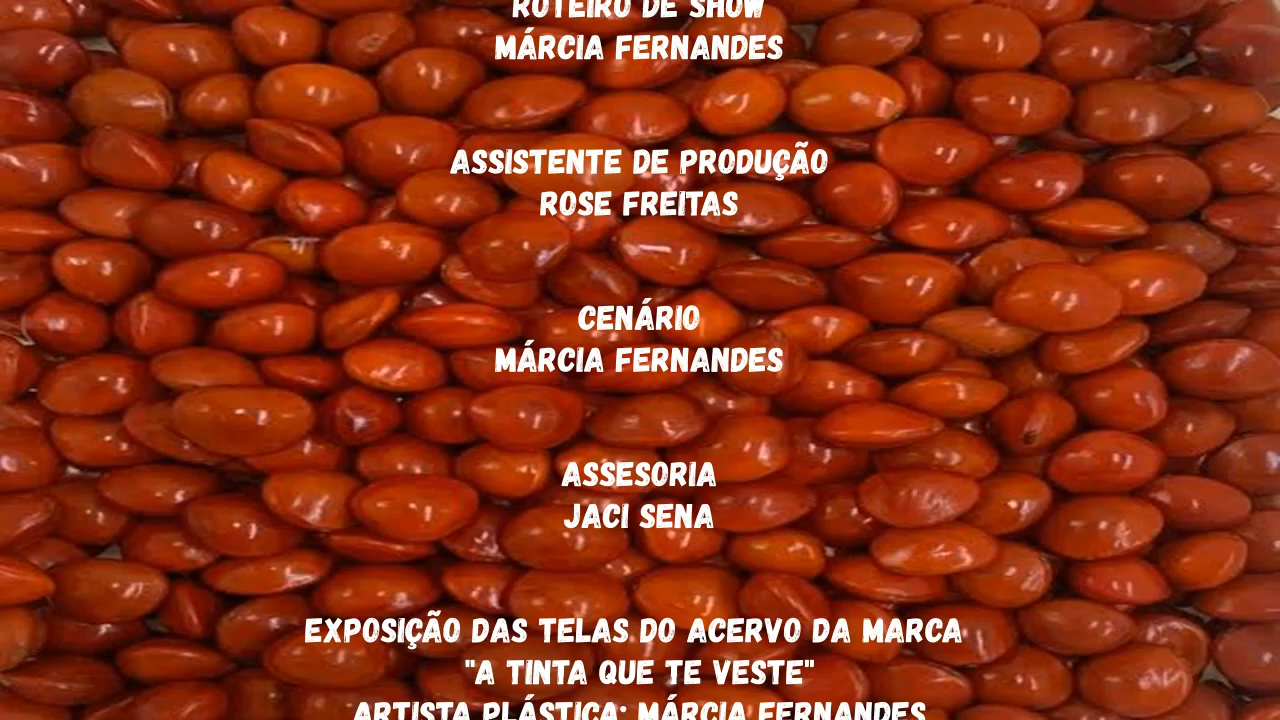 ROTEIRO DE SHOW
MÁRCIA FERNANDES
ASSISTENTE DE PRODUÇÃO
ROSE FREITAS
CENÁRIO
MÁRCIA FERNANDES
ASSESORIA
JACI SENA
EXPOSIÇÃO DAS TELAS DO ACERVO DA MARCA
"A TINTA QUE TE VESTE"
ARTISTA PLÁSTICA: MÁRCIA FERNANDES